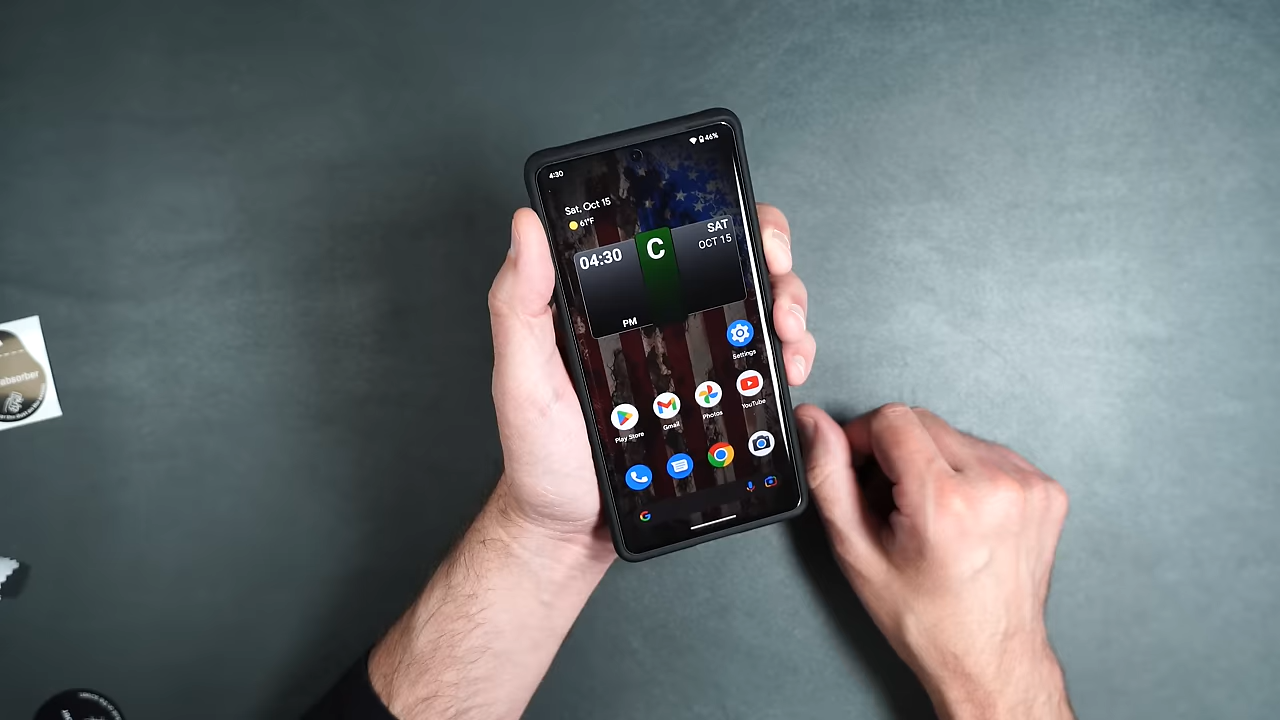 4:30
46%
Sat, Oct 15
61°F
04:30
C
SAT
OCT 15
PM
Settings
Play Store
Gmail
Photos
YouTube
G
absorber